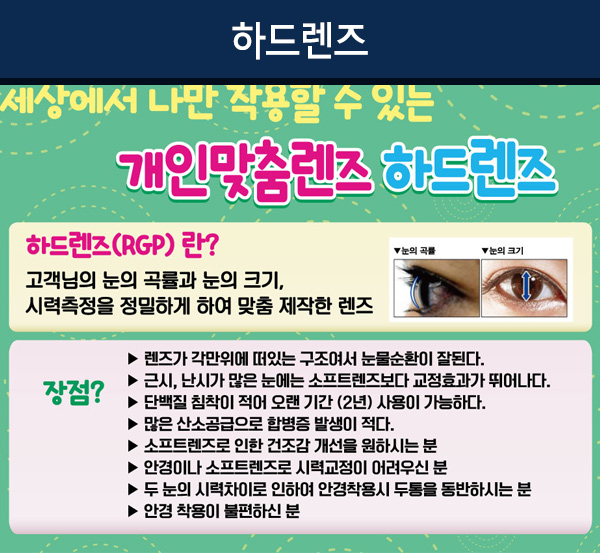 하드렌즈
세상에서 나만 착용할 수 있는
개인맞춤렌즈 하드렌즈
하드렌즈(RGP) 란?
고객님의 눈의 곡률과 눈의 크기,
시력측정을 정밀하게 하여 맞춤 제작한 렌즈
▼눈의 곡률 ▼눈의 크기
장점?
▶ 렌즈가 각만위에 떠있는 구조여서 눈물순환이 잘된다.
▶ 근시, 난시가 많은 눈에는 소프트렌즈보다 교정효과가 뛰어나다.
▶ 단백질 침착이 적어 오랜 기간 (2년) 사용이 가능하다.
▶ 많은 산소공급으로 합병증 발생이 적다.
▶ 소프트렌즈로 인한 건조감 개선을 원하시는 분
▶ 안경이나 소프트렌즈로 시력교정이 어려우신 분
▶ 두 눈의 시력차이로 인하여 안경착용시 두통을 동반하시는 분
▶ 안경 착용이 불편하신 분